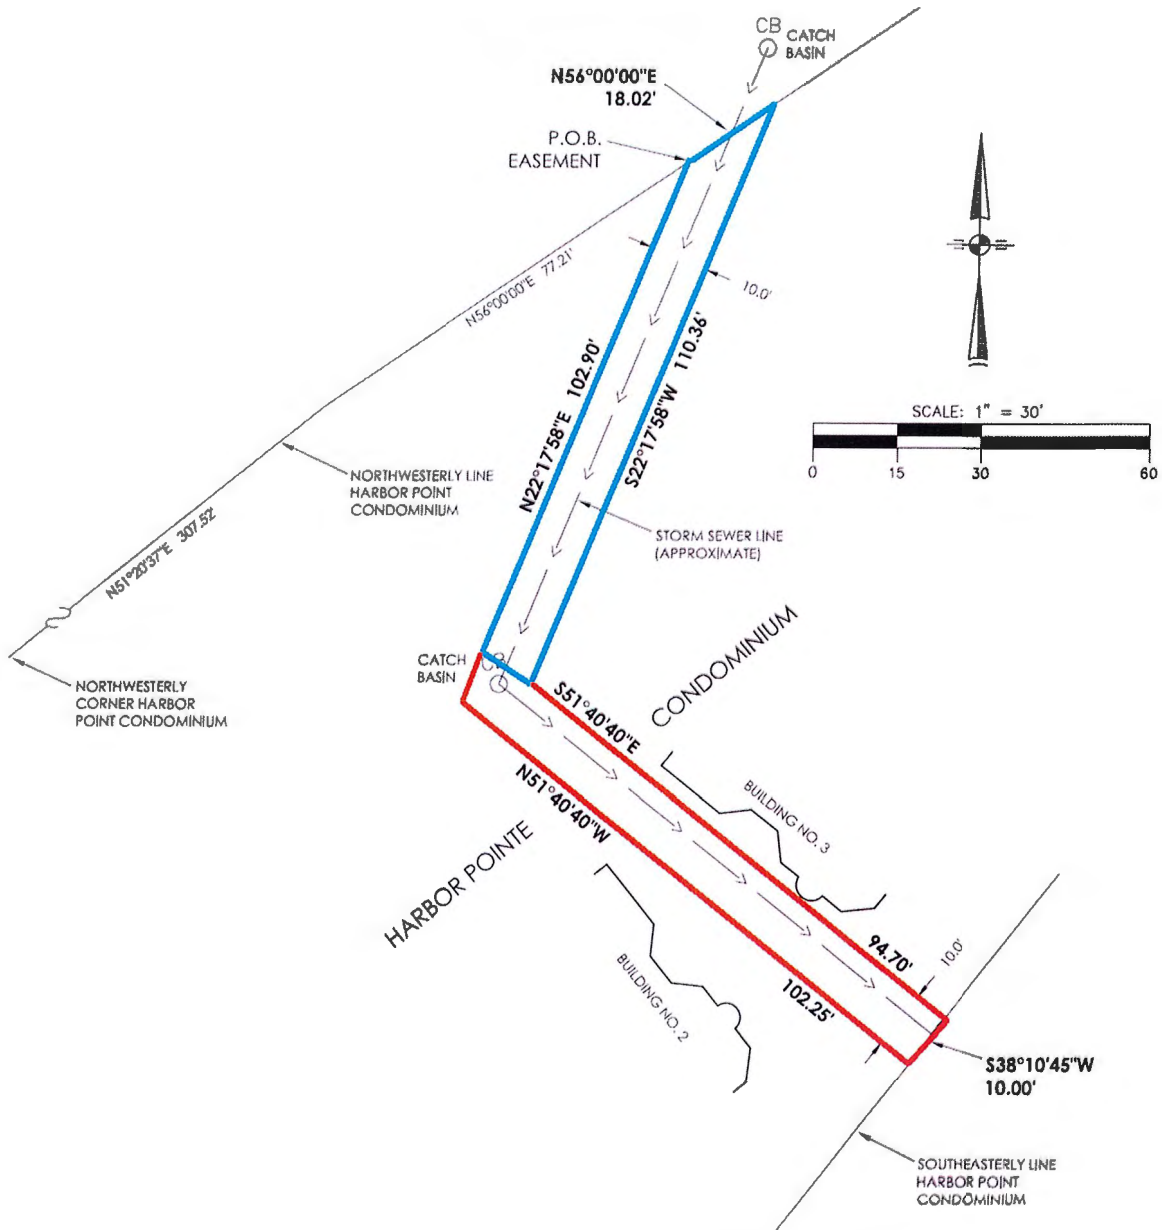 CB
CATCH
BASIN
N56°00'00"E
18.02'
P.O.B.
EASEMENT
N56°00'00"E 77.21'
10.0'
N22°17'58"E 102.90'
S22°17'58"W 110.36'
SCALE: 1" = 30'
0 15 30 60
NORTHWESTERLY LINE
HARBOR POINT
CONDOMINIUM
N51°20'37"E 307.52'
STORM SEWER LINE
(APPROXIMATE)
NORTHWESTERLY
CORNER HARBOR
POINT CONDOMINIUM
CATCH
BASIN
S51°40'40"E
CONDOMINIUM
N51°40'40"W
HARBOR POINTE
BUILDING NO. 3
BUILDING NO. 2
94.70'
10.0'
102.25'
S38°10'45"W
10.00'
SOUTHEASTERLY LINE
HARBOR POINT
CONDOMINIUM